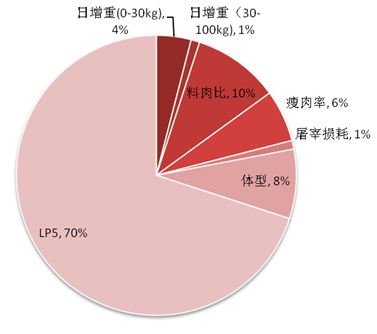 日增重(0-30kg),
4%
日增重（30-
100kg), 1%
料肉比, 10%
瘦肉率, 6%
屠宰损耗, 1%
体型, 8%
LP5, 70%